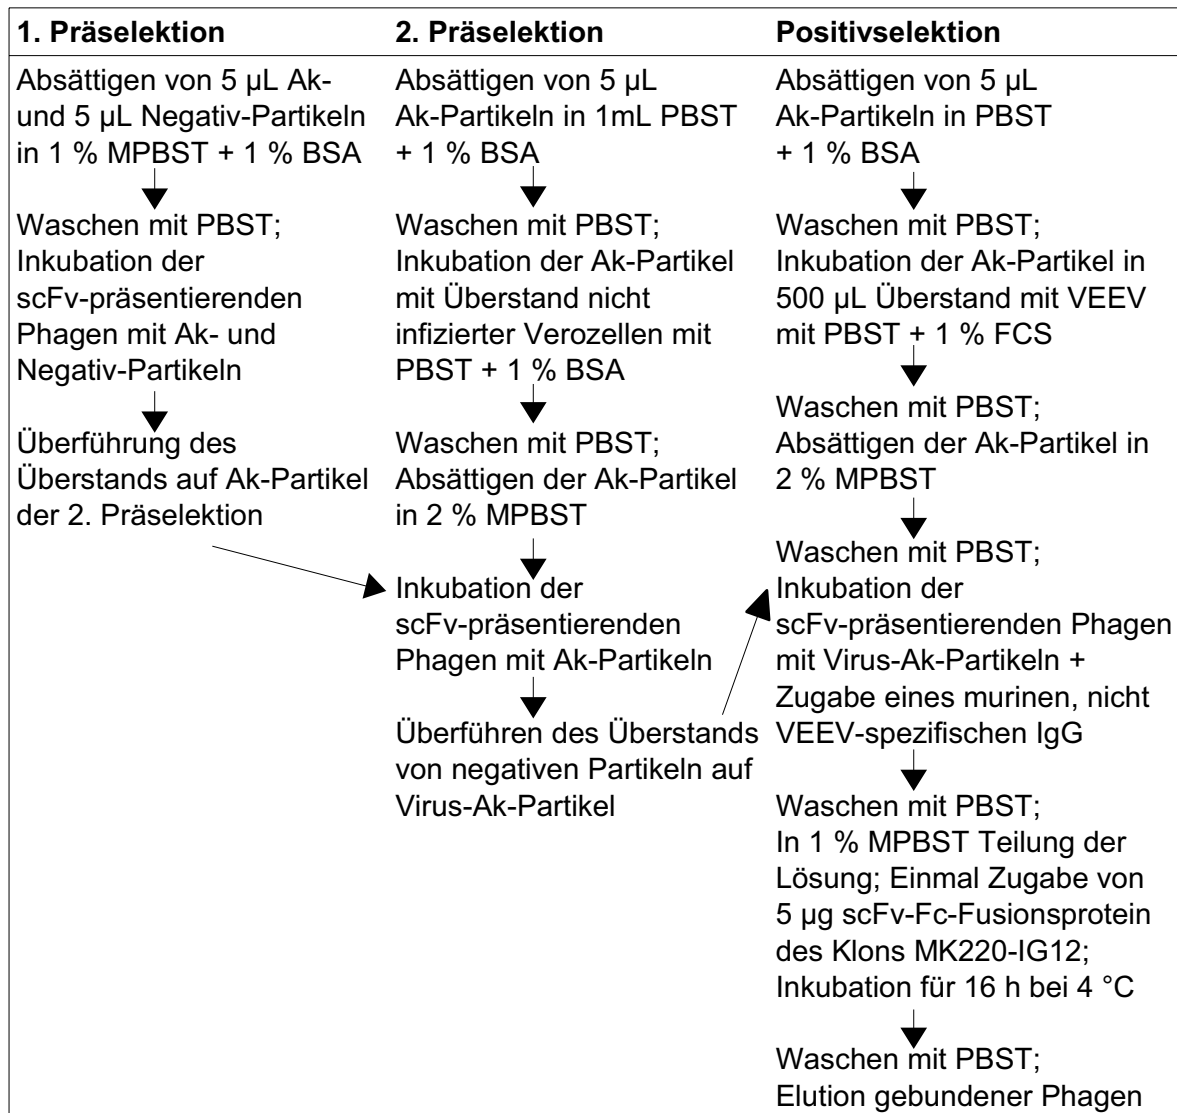 1. Präselektion
Absättigen von 5 µL Ak-
und 5 µL Negativ-Partikeln
in 1 % MPBST + 1 % BSA
Waschen mit PBST;
Inkubation der
scFv-präsentierenden
Phagen mit Ak- und
Negativ-Partikeln
Überführung des
Überstands auf Ak-Partikel
der 2. Präselektion
2. Präselektion
Absättigen von 5 µL
Ak-Partikeln in 1mL PBST
+ 1 % BSA
Waschen mit PBST;
Inkubation der Ak-Partikel
mit Überstand nicht
infizierter Verozellen mit
PBST + 1 % BSA
Waschen mit PBST;
Absättigen der Ak-Partikel
in 2 % MPBST
Inkubation der
scFv-präsentierenden
Phagen mit Ak-Partikeln
Überführen des Überstands
von negativen Partikeln auf
Virus-Ak-Partikel
Positivselektion
Absättigen von 5 µL
Ak-Partikeln in PBST
+ 1 % BSA
Waschen mit PBST;
Inkubation der Ak-Partikel in
500 µL Überstand mit VEEV
mit PBST + 1 % FCS
Waschen mit PBST;
Absättigen der Ak-Partikel in
2 % MPBST
Waschen mit PBST;
Inkubation der
scFv-präsentierenden Phagen
mit Virus-Ak-Partikeln +
Zugabe eines murinen, nicht
VEEV-spezifischen IgG
Waschen mit PBST;
In 1 % MPBST Teilung der
Lösung; Einmal Zugabe von
5 µg scFv-Fc-Fusionsprotein
des Klons MK220-IG12;
Inkubation für 16 h bei 4 °C
Waschen mit PBST;
Elution gebundener Phagen